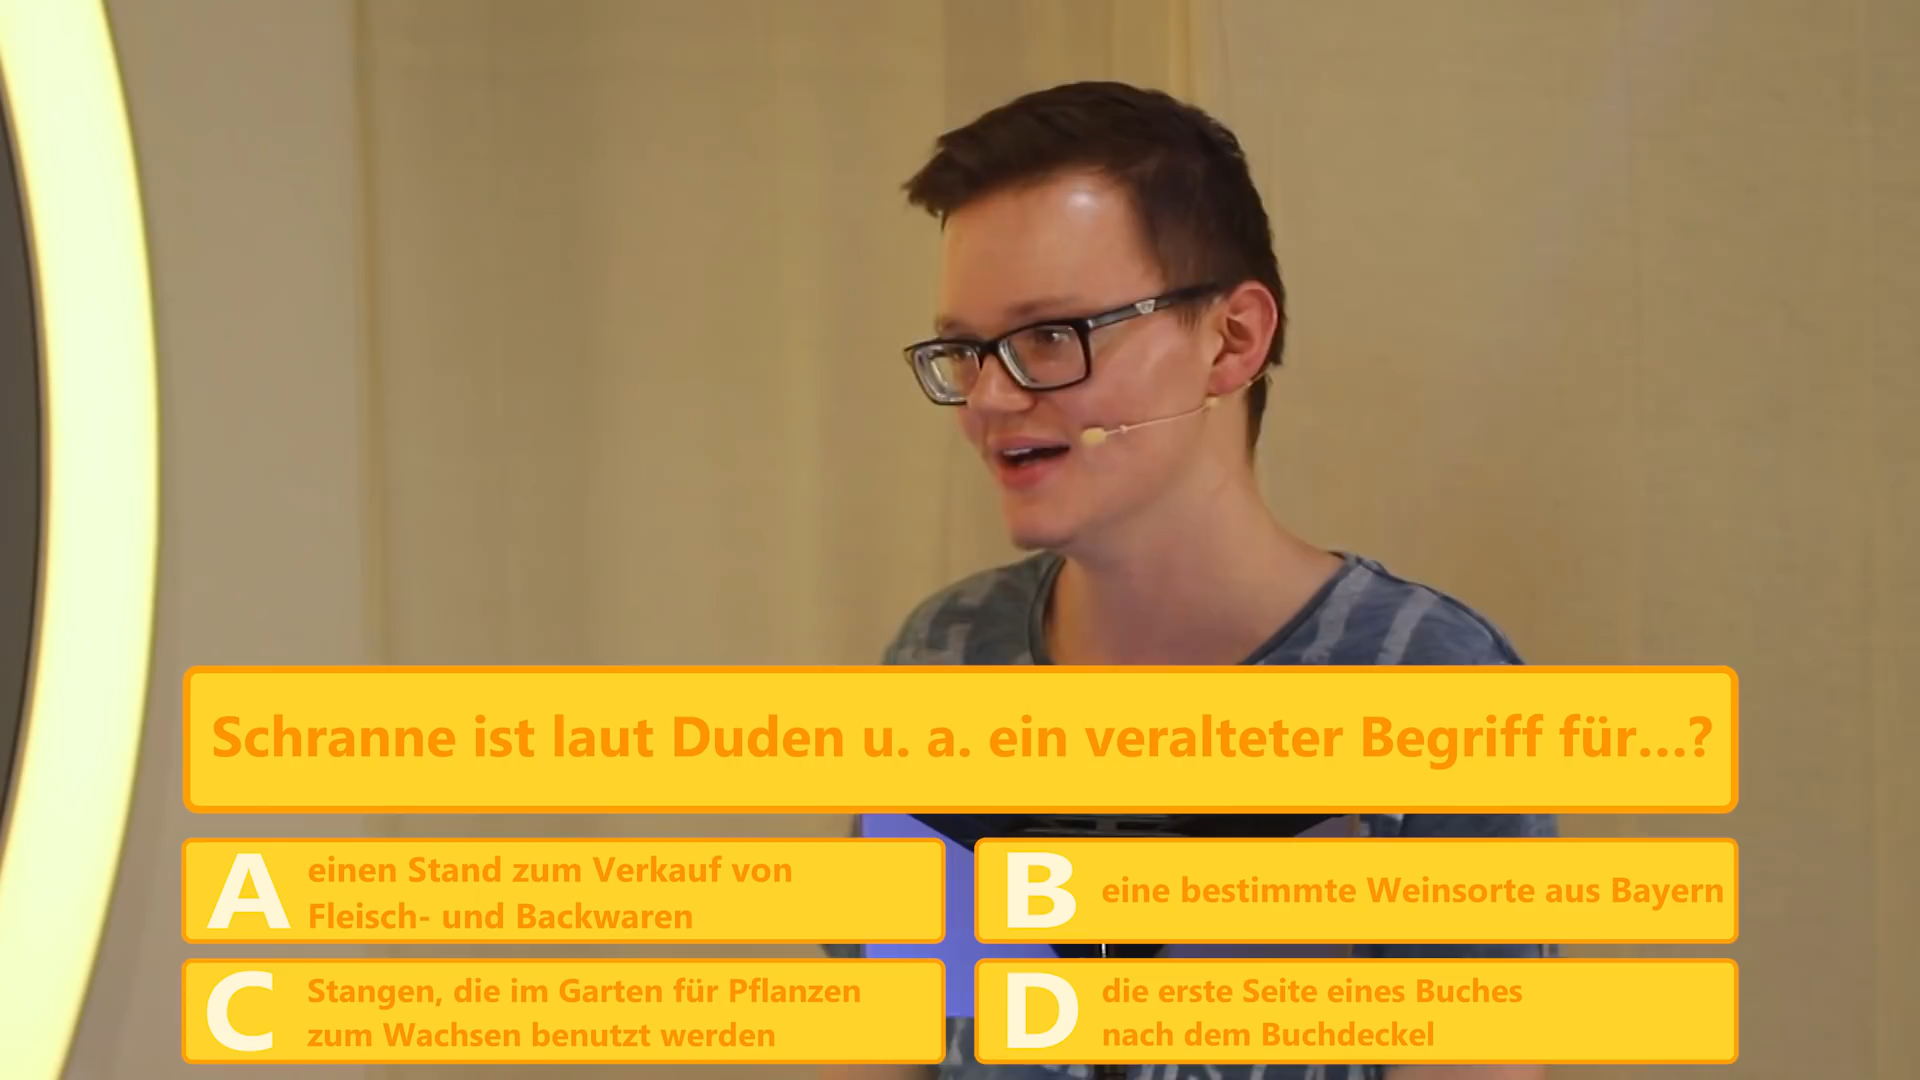 Schranne ist laut Duden u. a. ein veralteter Begriff für...?
A einen Stand zum Verkauf von
Fleisch- und Backwaren
B eine bestimmte Weinsorte aus Bayern
C Stangen, die im Garten für Pflanzen
zum Wachsen benutzt werden
D die erste Seite eines Buches
nach dem Buchdeckel